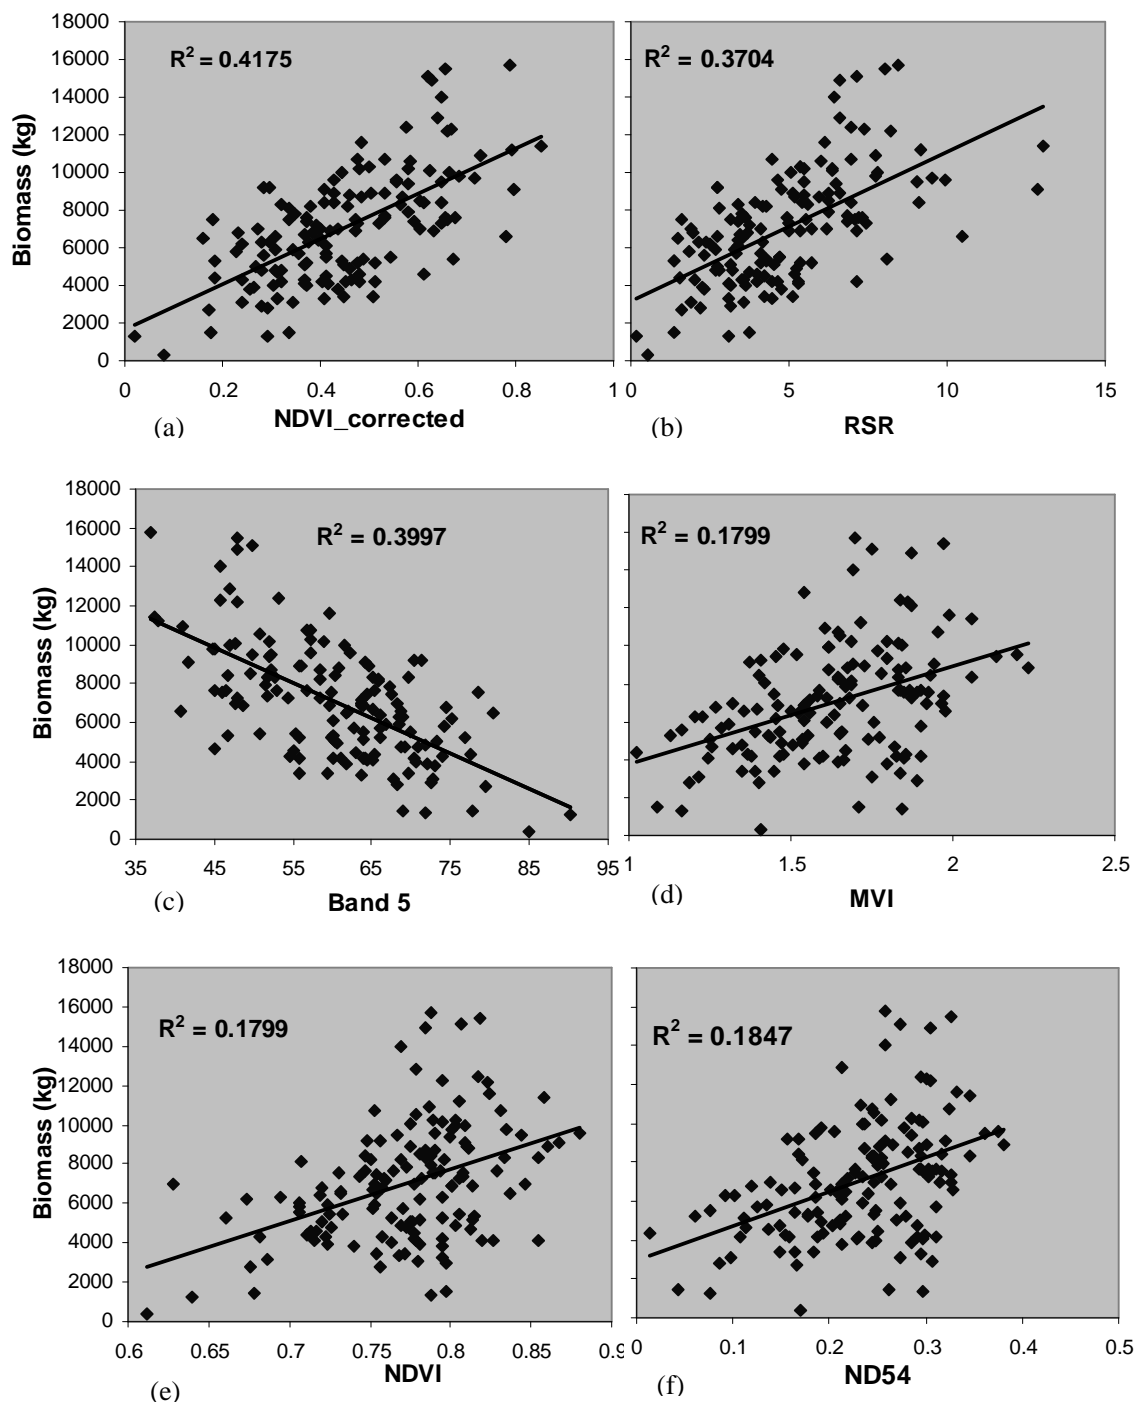 18000
16000
14000
12000
10000
8000
6000
4000
2000
0
Biomass (kg)
R² = 0.4175
0 0.2 0.4 0.6 0.8 1
NDVI_corrected
(a)
R² = 0.3704
0 5 10 15
RSR
(b)
18000
16000
14000
12000
10000
8000
6000
4000
2000
0
Biomass (kg)
R² = 0.3997
35 45 55 65 75 85 95
Band 5
(c)
R² = 0.1799
1 1.5 2 2.5
MVI
(d)
18000
16000
14000
12000
10000
8000
6000
4000
2000
0
Biomass (kg)
R² = 0.1799
0.6 0.65 0.7 0.75 0.8 0.85 0.9
NDVI
(e)
R² = 0.1847
0 0.1 0.2 0.3 0.4 0.5
ND54
(f)